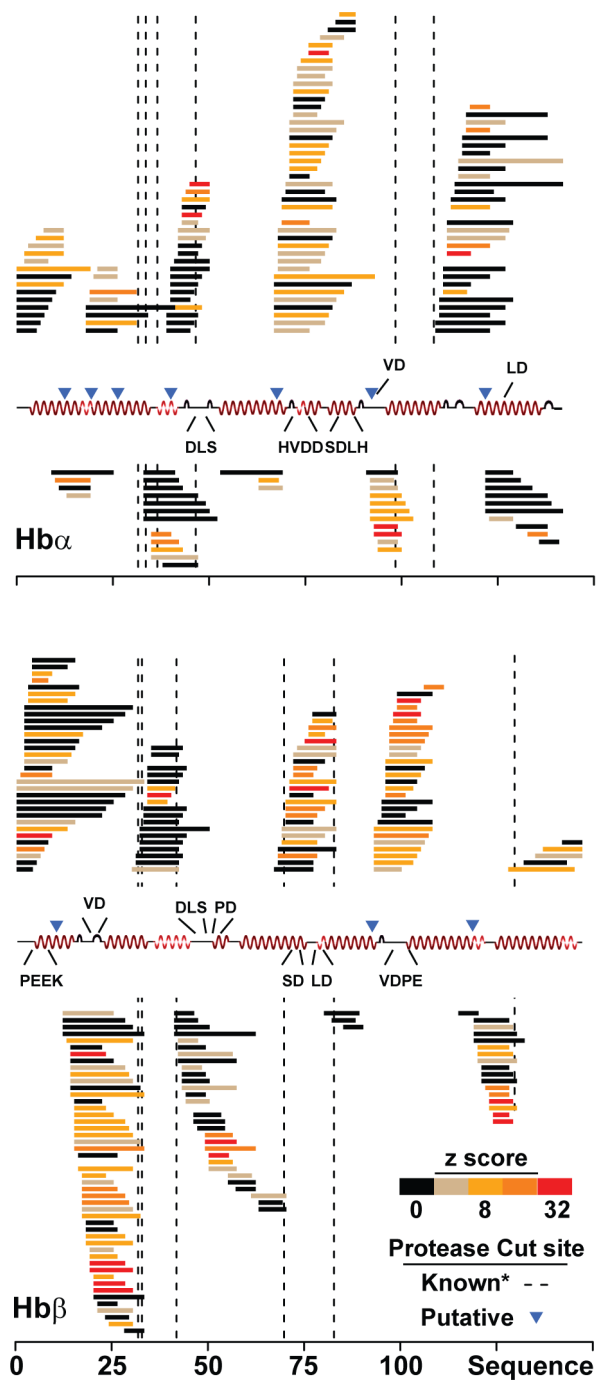 VD
LD
DLS HVDD SDLH
Hbα
VD DLS PD
PEEK SD LD VDPE
z score
0 8 32
Protease Cut site
Known* --
Putative
Hbβ
0 25 50 75 100 Sequence